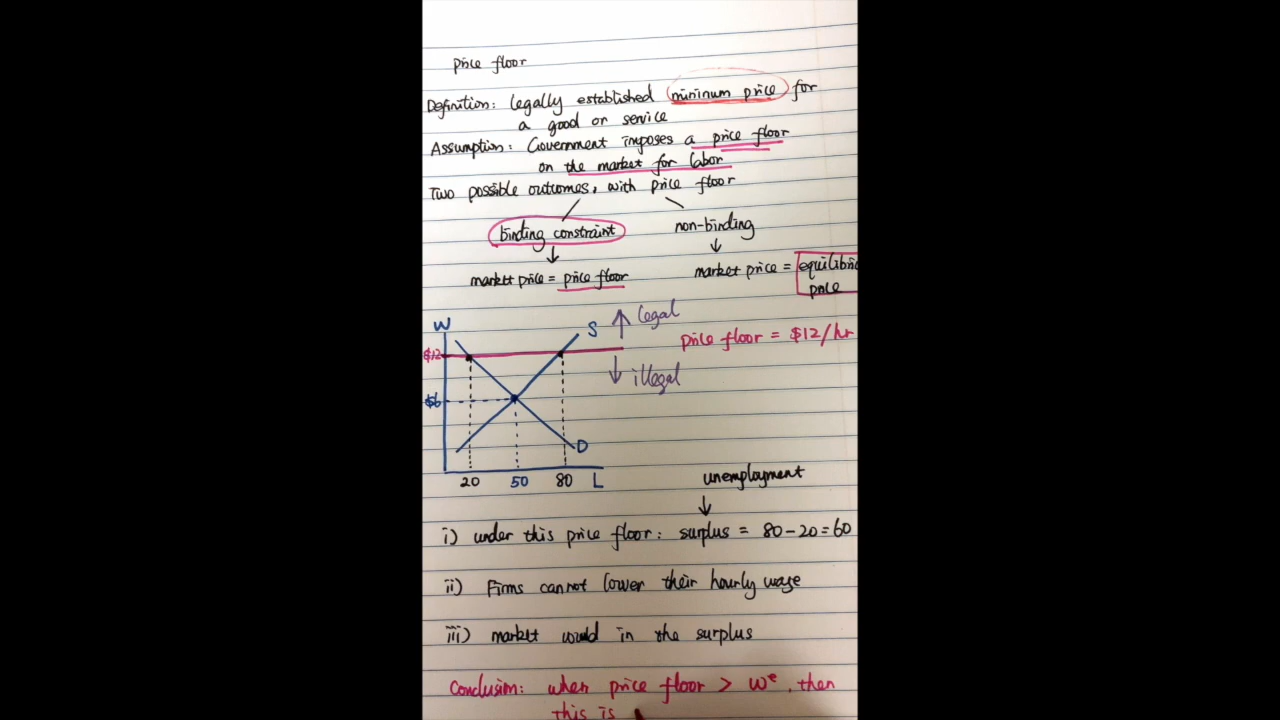 Price floor
Definition: legally established mininum price for
a good or service
Assumption: Government imposes a price floor
on the market for labor
Two possible outcomes, with price floor
binding constraint non-binding
market price = price floor market price = equilibriu
price
W S legal
$12 price floor = $12/hr
illegal
$6
D
20 50 80 L unemployment
i) under this price floor: surplus = 80-20=60
ii) Firms cannot lower their hourly wage
iii) market would in the surplus
Conclusion: when price floor > Wᵉ, then
this is